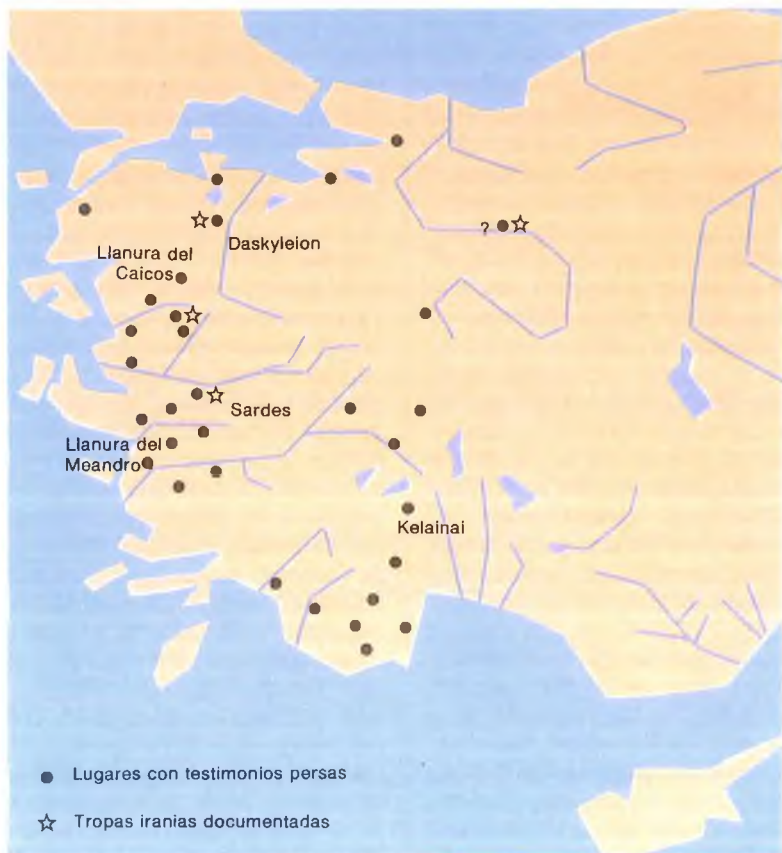 ?
Daskyleion
Llanura del
Caicos
Sardes
Llanura del
Meandro
Kelainai
Lugares con testimonios persas
Tropas iranias documentadas